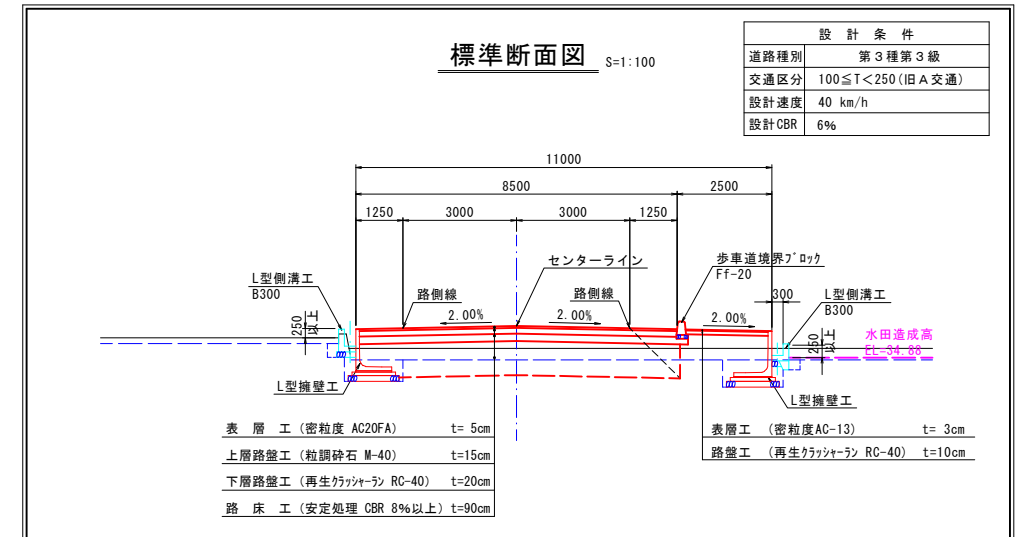 標準断面図 S=1:100
設 計 条 件
道路種別 第３種第３級
交通区分 100≦T＜250(旧Ａ交通)
設計速度 40 km/h
設計CBR 6%
11000
8500 2500
1250 3000 3000 1250
センターライン
歩車道境界ﾌﾞﾛｯｸ
Ff-20
L型側溝工
B300
路側線
路側線
300
L型側溝工
B300
250
以上
2.00%
2.00%
2.00%
250
以上
水田造成高
EL-34.88
L型擁壁工
L型擁壁工
表 層 工 (密粒度 AC20FA) t= 5cm
上層路盤工 (粒調砕石 M-40) t=15cm
下層路盤工 (再生ｸﾗｯｼｬｰﾗﾝ RC-40) t=20cm
路 床 工 (安定処理 CBR 8%以上) t=90cm
表層工 (密粒度AC-13) t= 3cm
路盤工 (再生ｸﾗｯｼｬｰﾗﾝ RC-40) t=10cm